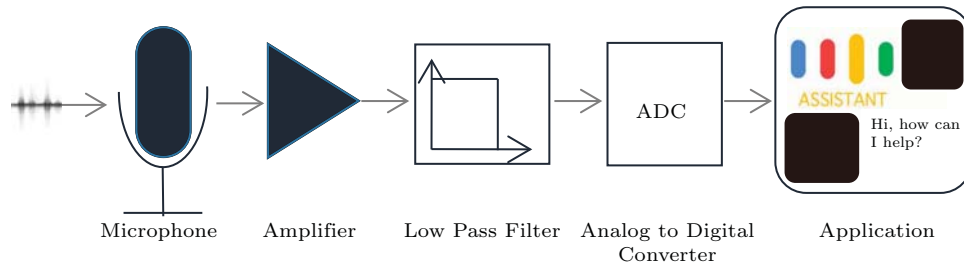 ADC
ASSISTANT
Hi, how can
I help?
Microphone
Amplifier
Low Pass Filter
Analog to Digital
Converter
Application